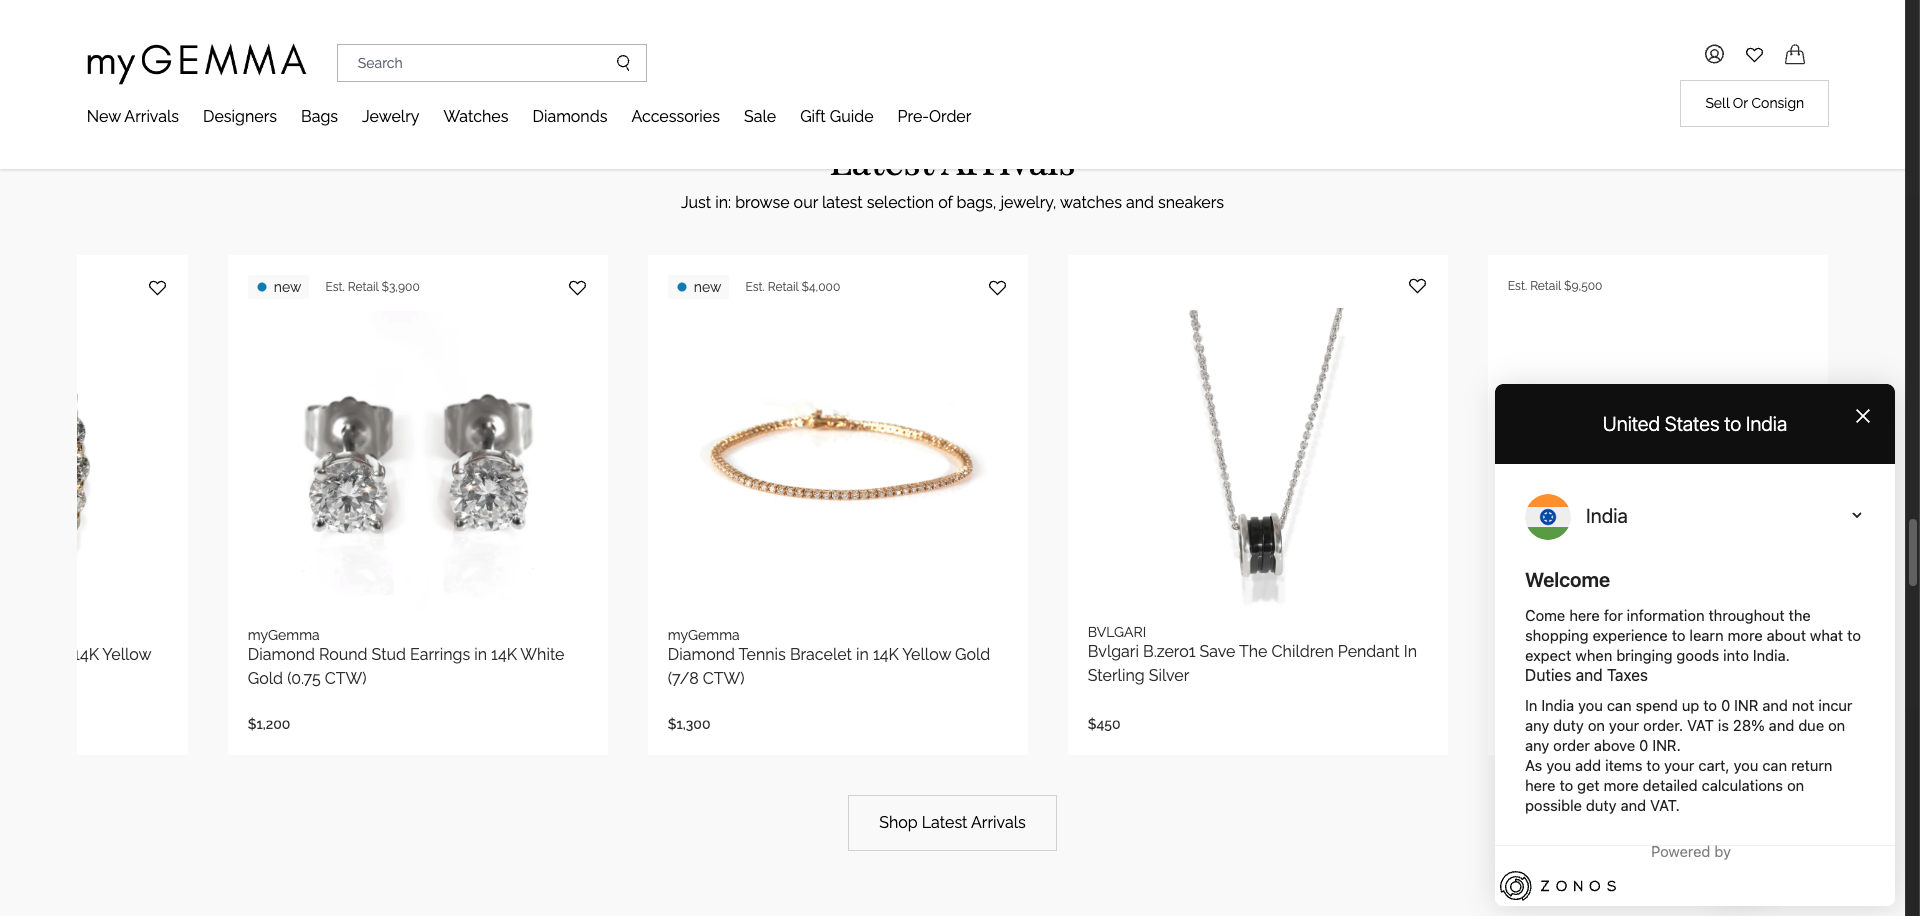 myGEMMA
Search
Sell Or Consign
New Arrivals Designers Bags Jewelry Watches Diamonds Accessories Sale Gift Guide Pre-Order
Latest Arrivals
Just in: browse our latest selection of bags, jewelry, watches and sneakers
14K Yellow
new Est. Retail $3,900
myGemma
Diamond Round Stud Earrings in 14K White
Gold (0.75 CTW)
$1,200
new Est. Retail $4,000
myGemma
Diamond Tennis Bracelet in 14K Yellow Gold
(7/8 CTW)
$1,300
BVLGARI
Bvlgari B.zero1 Save The Children Pendant In
Sterling Silver
$450
Est. Retail $9,500
Shop Latest Arrivals
United States to India
India
Welcome
Come here for information throughout the
shopping experience to learn more about what to
expect when bringing goods into India.
Duties and Taxes
In India you can spend up to 0 INR and not incur
any duty on your order. VAT is 28% and due on
any order above 0 INR.
As you add items to your cart, you can return
here to get more detailed calculations on
possible duty and VAT.
Powered by
ZONOS